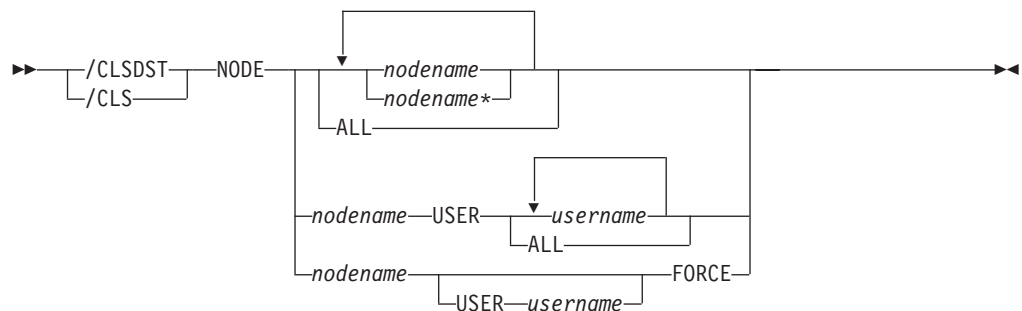 /CLSDST NODE nodename
/CLS nodename*
ALL
nodename USER username
ALL
nodename FORCE
USER username